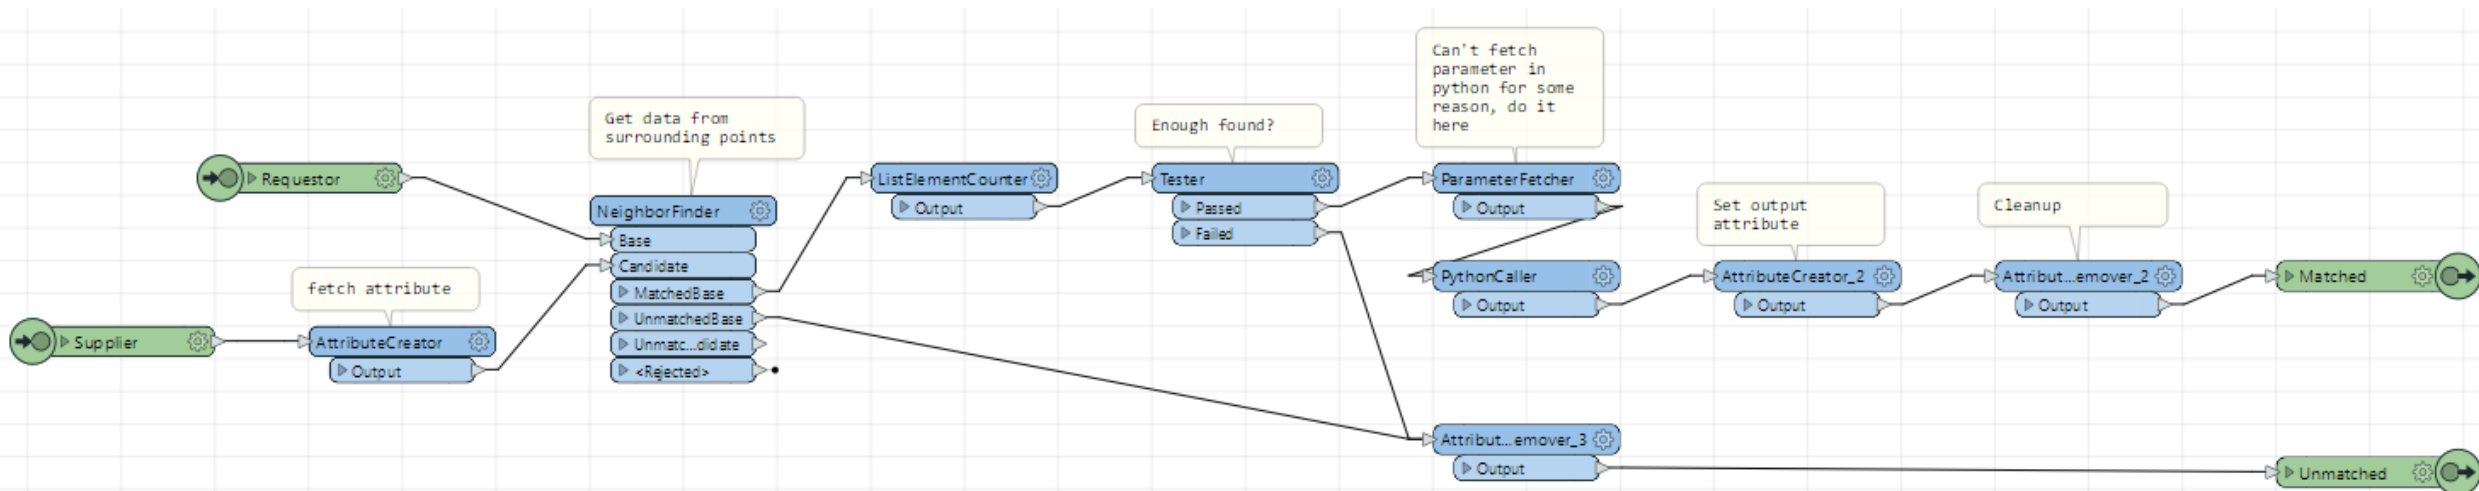 Can't fetch
parameter in
python for some
reason, do it
here
Get data from
surrounding points
Enough found?
Requestor
ListElementCounter
Output
Tester
Passed
Failed
ParameterFetcher
Output
NeighborFinder
Base
Candidate
MatchedBase
UnmatchedBase
Unmatc...didate
<Rejected>
Set output
attribute
Cleanup
fetch attribute
Supplier
AttributeCreator
Output
PythonCaller
Output
AttributeCreator_2
Output
Attribut...emover_2
Output
Matched
Attribut...emover_3
Output
Unmatched